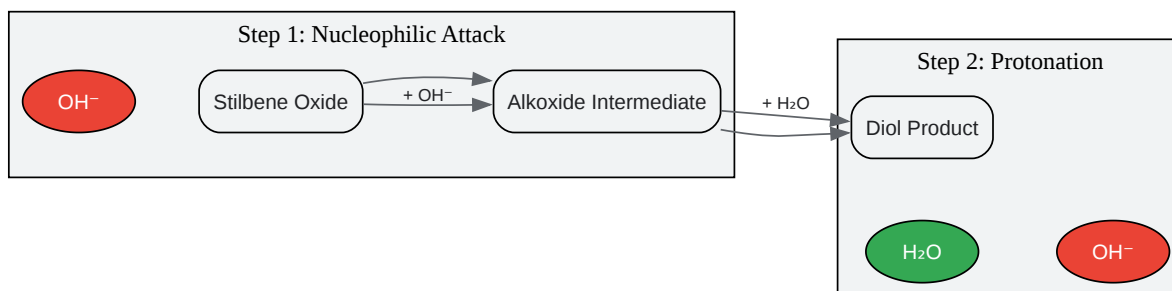 Step 1: Nucleophilic Attack
OH⁻
Stilbene Oxide
+ OH⁻
Alkoxide Intermediate
+ H₂O
Step 2: Protonation
Diol Product
H₂O
OH⁻